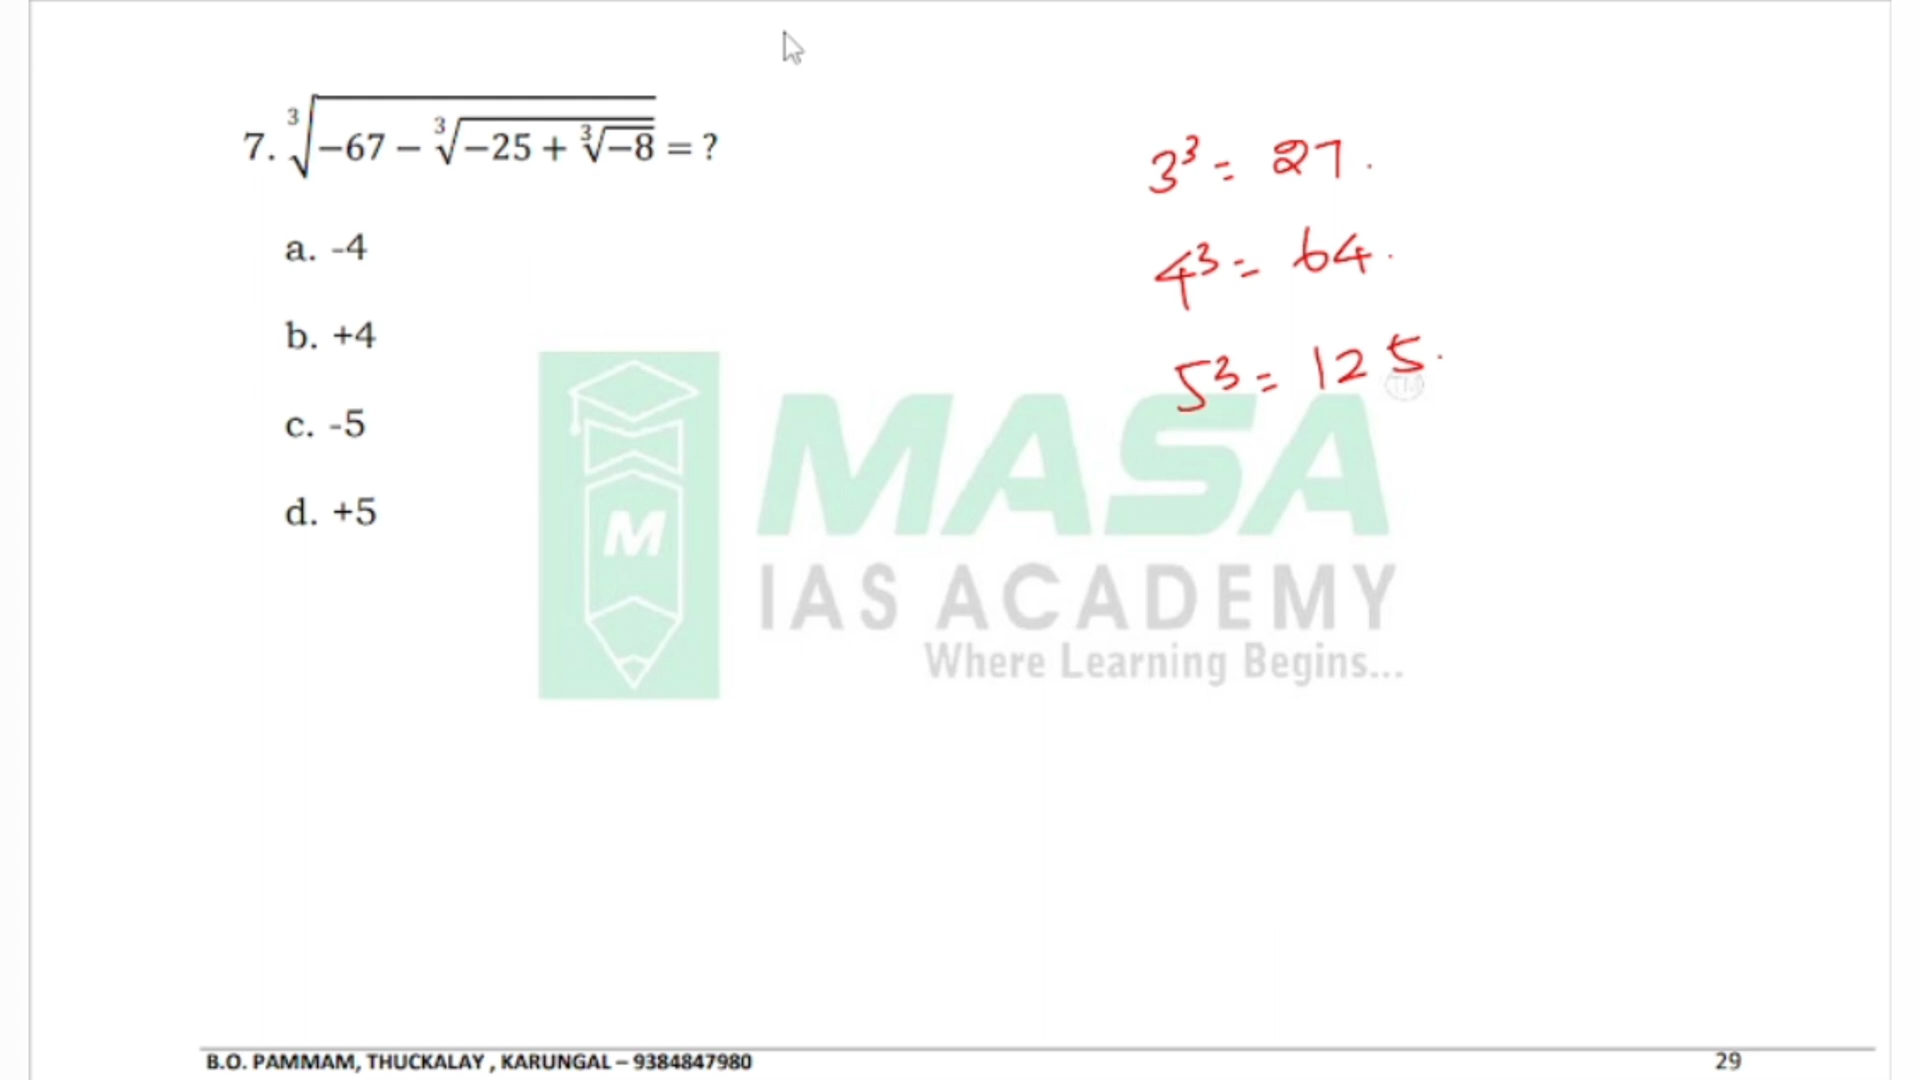 7. ∛(−67 − ∛(−25 + ∛−8)) = ?
a. -4
b. +4
c. -5
d. +5
3³ = 27.
4³ = 64.
5³ = 125.
M
MASA
IAS ACADEMY
Where Learning Begins...
B.O. PAMMAM, THUCKALAY , KARUNGAL – 9384847980
29